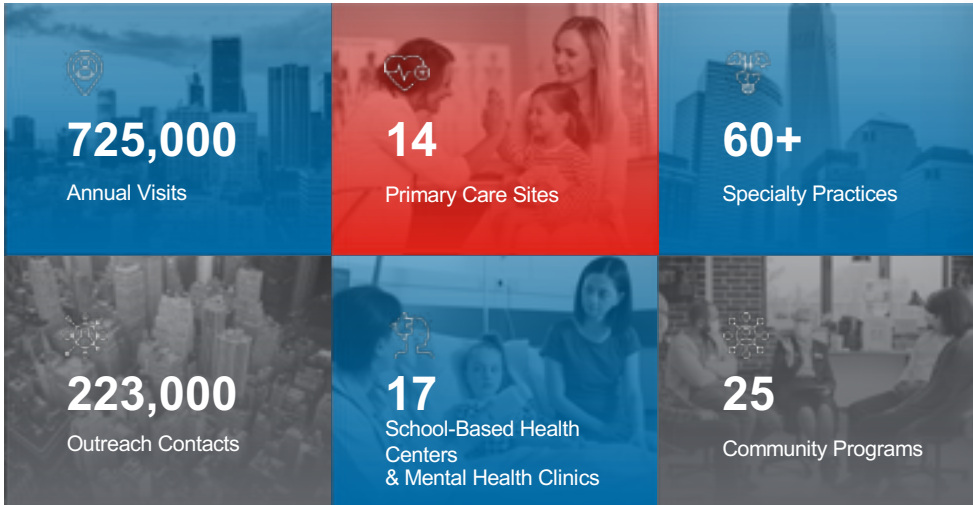 725,000
Annual Visits
14
Primary Care Sites
60+
Specialty Practices
223,000
Outreach Contacts
17
School-Based Health
Centers
& Mental Health Clinics
25
Community Programs